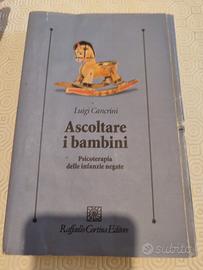 Luigi Cancrini
Ascoltare
i bambini
Psicoterapia
delle infanzie negate
Raffaello Cortina Editore
subito